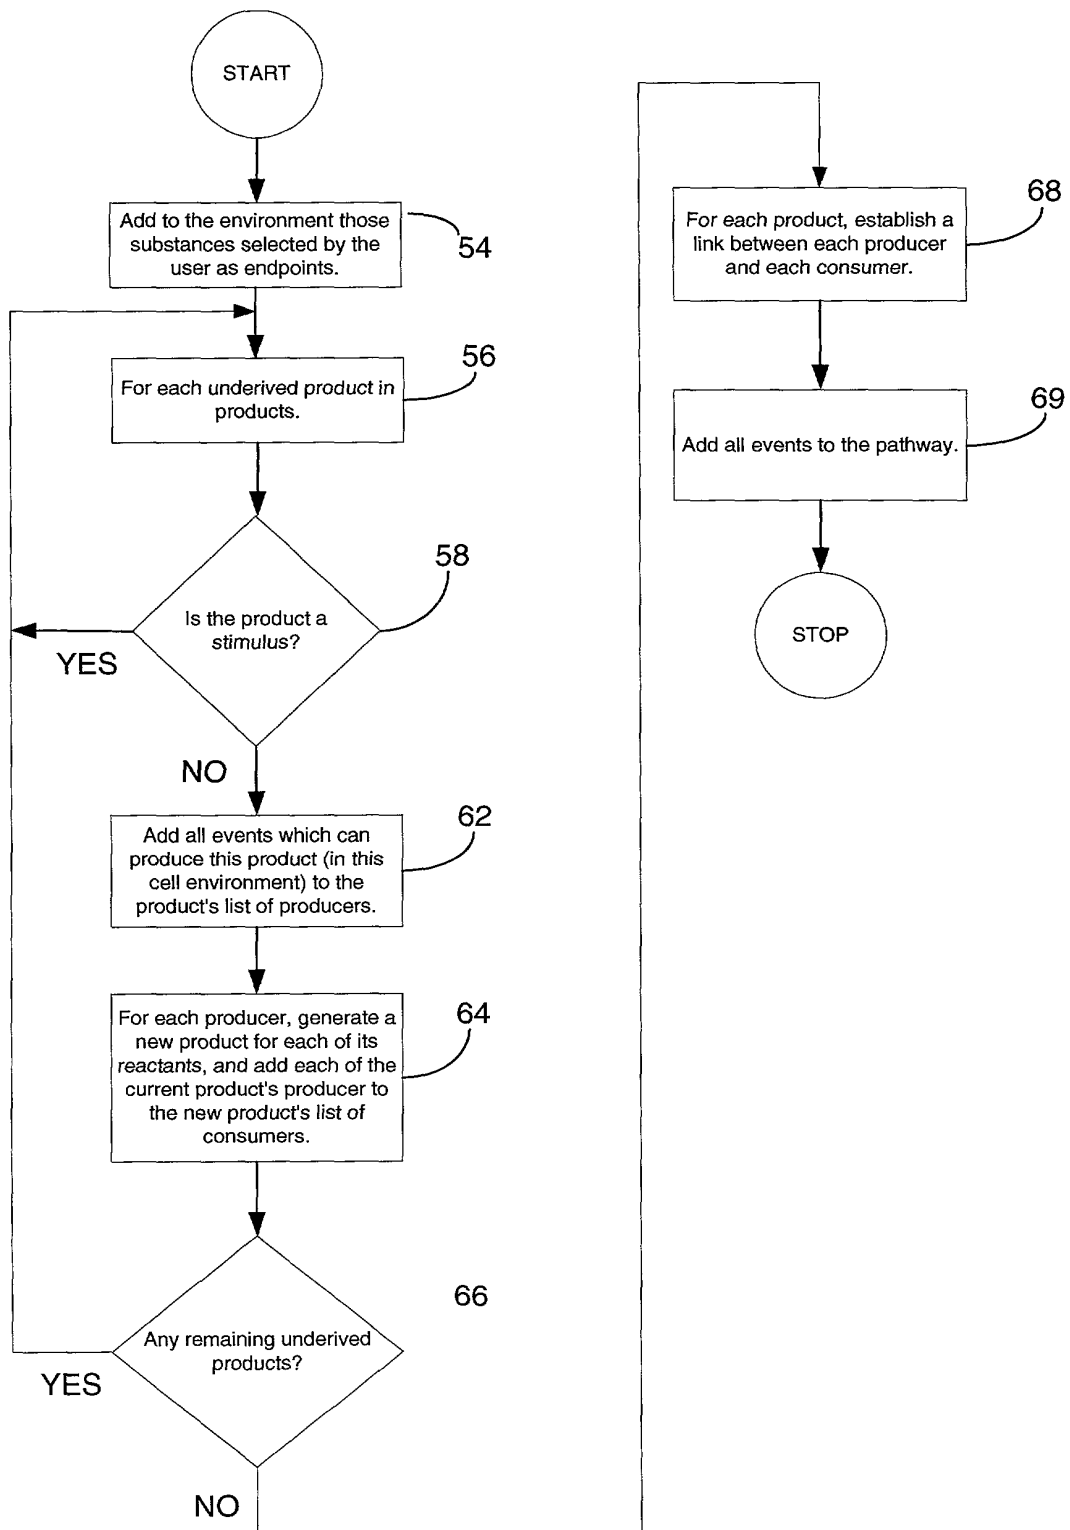 START
Add to the environment those
substances selected by the
user as endpoints.
54
For each underived product in
products.
56
Is the product a
stimulus?
58
YES
NO
Add all events which can
produce this product (in this
cell environment) to the
product's list of producers.
62
For each producer, generate a
new product for each of its
reactants, and add each of the
current product's producer to
the new product's list of
consumers.
64
Any remaining underived
products?
66
YES
NO
For each product, establish a
link between each producer
and each consumer.
68
Add all events to the pathway.
69
STOP